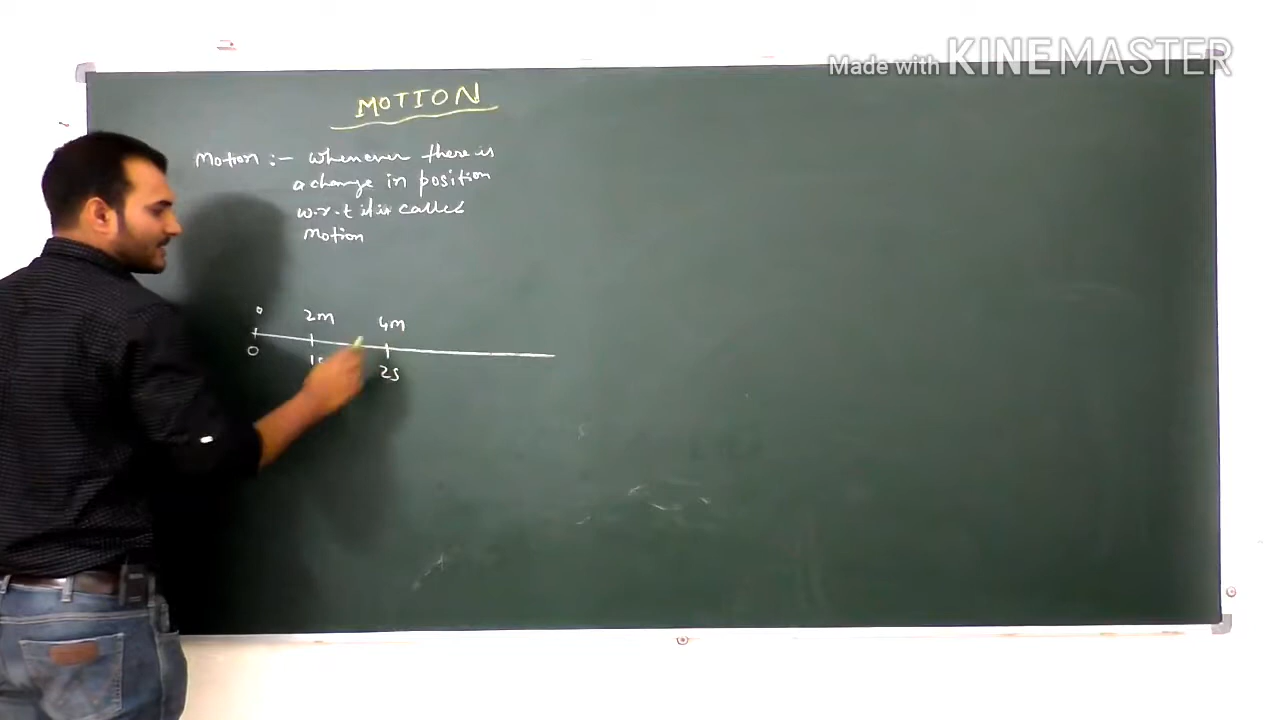 Made with KINEMASTER
MOTION
Motion :- Whenever there is
a change in position
w.r.t it is called
Motion
0 2m 4m
0 1s 2s